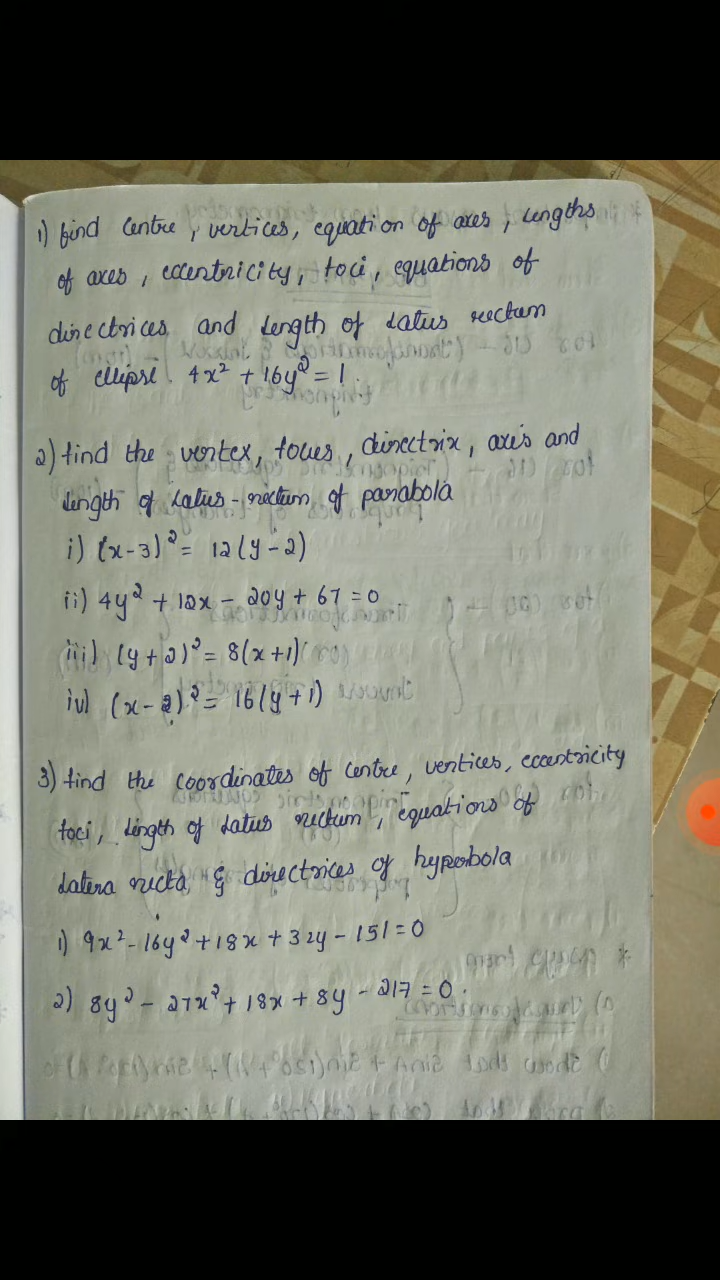 1) find centre, vertices, equation of axes, lengths
of axes, eccentricity, foci, equations of
directrices and length of Latus rectum
of ellipse. 4x² + 16y² = 1.
2) find the vertex, focus, directrix, axis and
length of Latus-rectum of parabola
i) (x-3)² = 12(y-2)
ii) 4y² + 12x - 20y + 67 = 0
iii) (y+2)² = 8(x+1)
iv) (x-2)² = 16(y+1)
3) find the coordinates of centre, vertices, eccentricity
foci, length of Latus rectum, equations of
Latera recta & directrices of hyperbola
1) 9x² - 16y² + 18x + 32y - 151 = 0
2) 8y² - 27x² + 18x + 8y - 217 = 0.